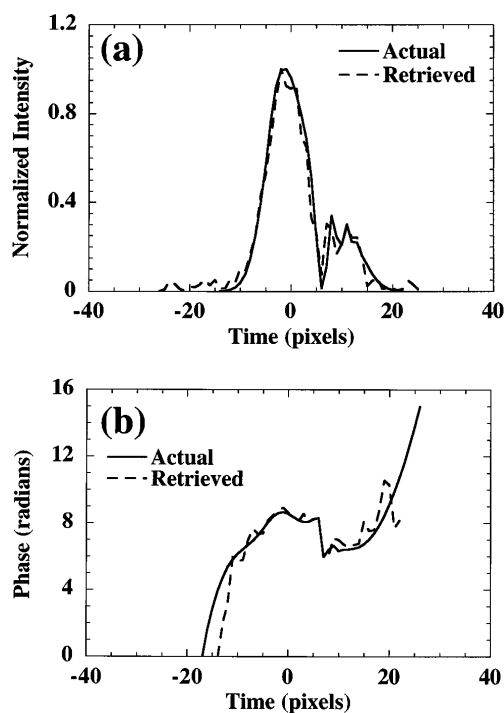 (a)
Actual
Retrieved
Normalized Intensity
1.2
0.8
0.4
0
-40
-20
0
20
40
Time (pixels)
(b)
Actual
Retrieved
Phase (radians)
16
12
8
4
0
-40
-20
0
20
40
Time (pixels)